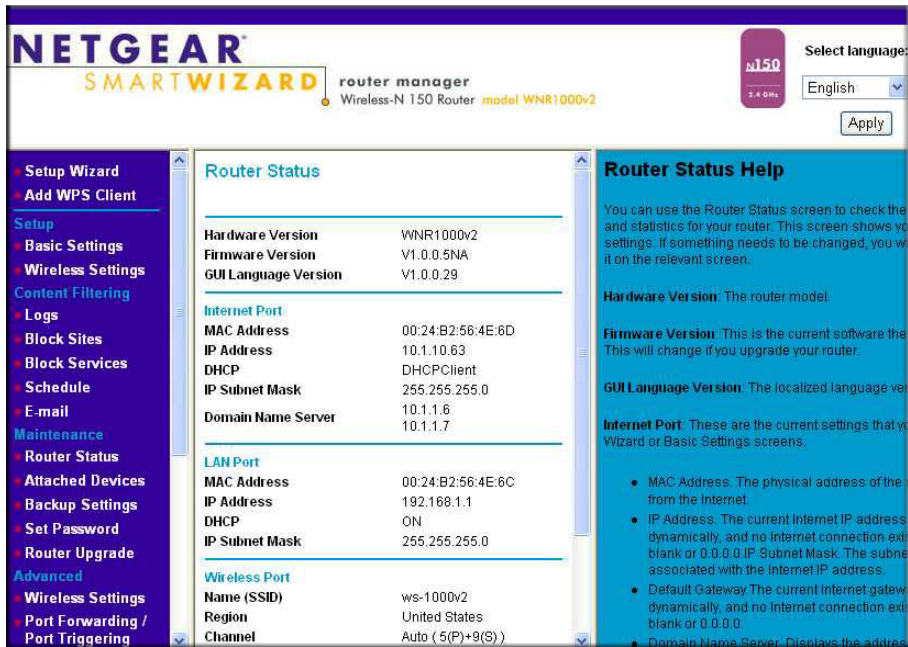 NETGEAR
SMARTWIZARD
router manager
Wireless-N 150 Router model WNR1000v2
N150
2.4 GHz
Select language:
English
Apply
Setup Wizard
Add WPS Client
Setup
Basic Settings
Wireless Settings
Content Filtering
Logs
Block Sites
Block Services
Schedule
E-mail
Maintenance
Router Status
Attached Devices
Backup Settings
Set Password
Router Upgrade
Advanced
Wireless Settings
Port Forwarding /
Port Triggering
Router Status
Hardware Version WNR1000v2
Firmware Version V1.0.0.5NA
GUI Language Version V1.0.0.29
Internet Port
MAC Address 00:24:B2:56:4E:6D
IP Address 10.1.10.63
DHCP DHCPClient
IP Subnet Mask 255.255.255.0
Domain Name Server 10.1.1.6
10.1.1.7
LAN Port
MAC Address 00:24:B2:56:4E:6C
IP Address 192.168.1.1
DHCP ON
IP Subnet Mask 255.255.255.0
Wireless Port
Name (SSID) ws-1000v2
Region United States
Channel Auto ( 5(P)+9(S) )
Router Status Help
You can use the Router Status screen to check the
and statistics for your router. This screen shows
settings. If something needs to be changed, you
it on the relevant screen.
Hardware Version: The router model.
Firmware Version: This is the current software the
This will change if you upgrade your router.
GUI Language Version: The localized language
Internet Port: These are the current settings that
Wizard or Basic Settings screens.
MAC Address. The physical address of the
from the Internet.
IP Address. The current Internet IP address
dynamically, and no Internet connection
blank or 0.0.0.0.IP Subnet Mask. The
associated with the Internet IP address.
Default Gateway.The current Internet
dynamically, and no Internet connection
blank or 0.0.0.0.
Domain Name Server. Displays the